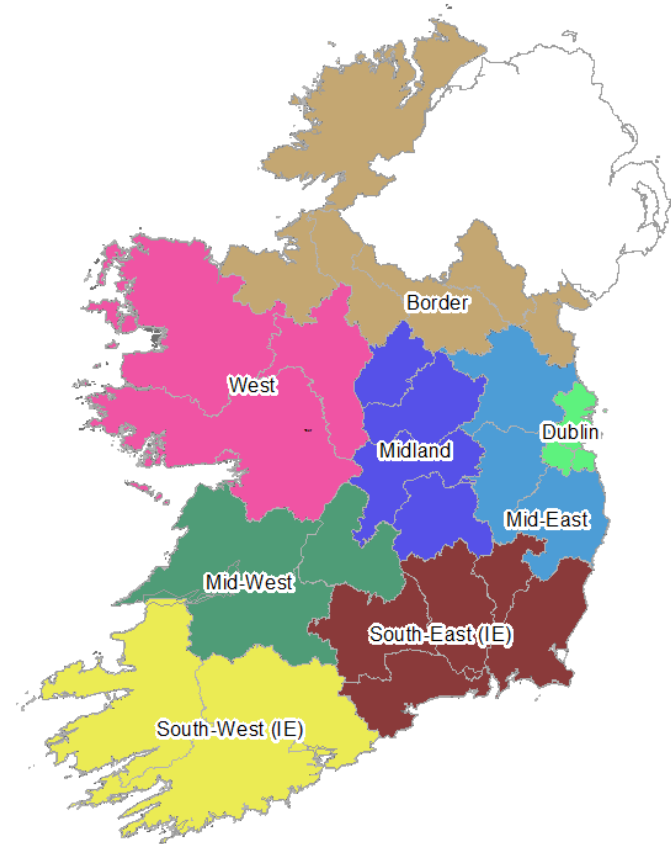 Border
West
Dublin
Midland
Mid-East
Mid-West
South-East (IE)
South-West (IE)